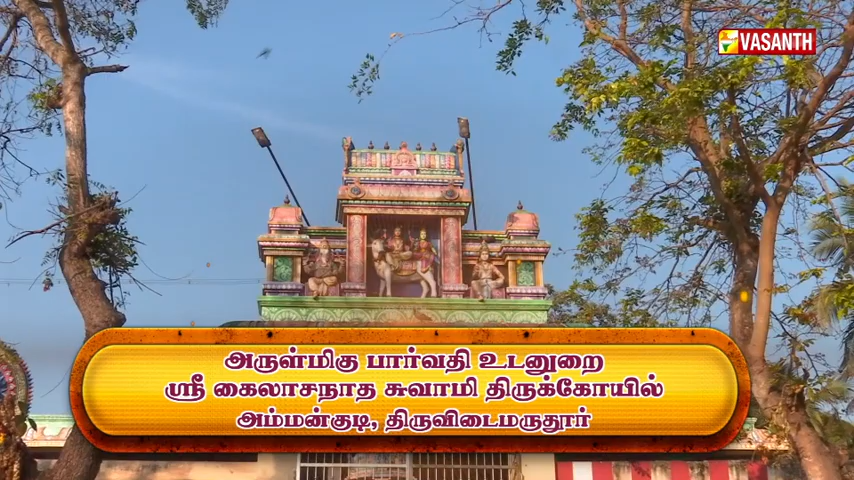 VASANTH
அருள்மிகு பார்வதி உடனுறை
ஸ்ரீ கைலாசநாத சுவாமி திருக்கோயில்
அம்மன்குடி, திருவிடைமருதூர்